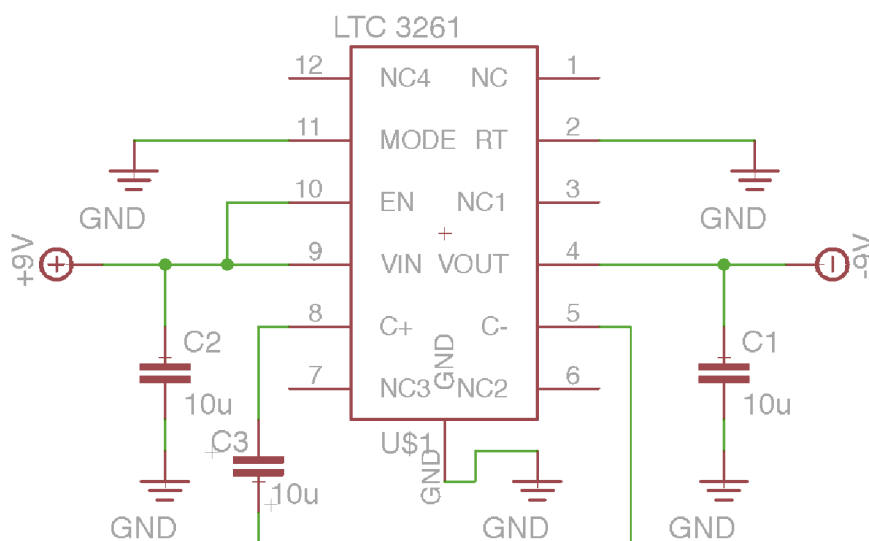 LTC 3261
12 NC4 NC 1
11 MODE RT 2
GND GND
10 EN NC1 3
+9V -9V
9 VIN VOUT 4
8 C+ C- 5
C2 GND C1
7 NC3 NC2 6
10u 10u
C3 U$1
10u GND
GND GND GND